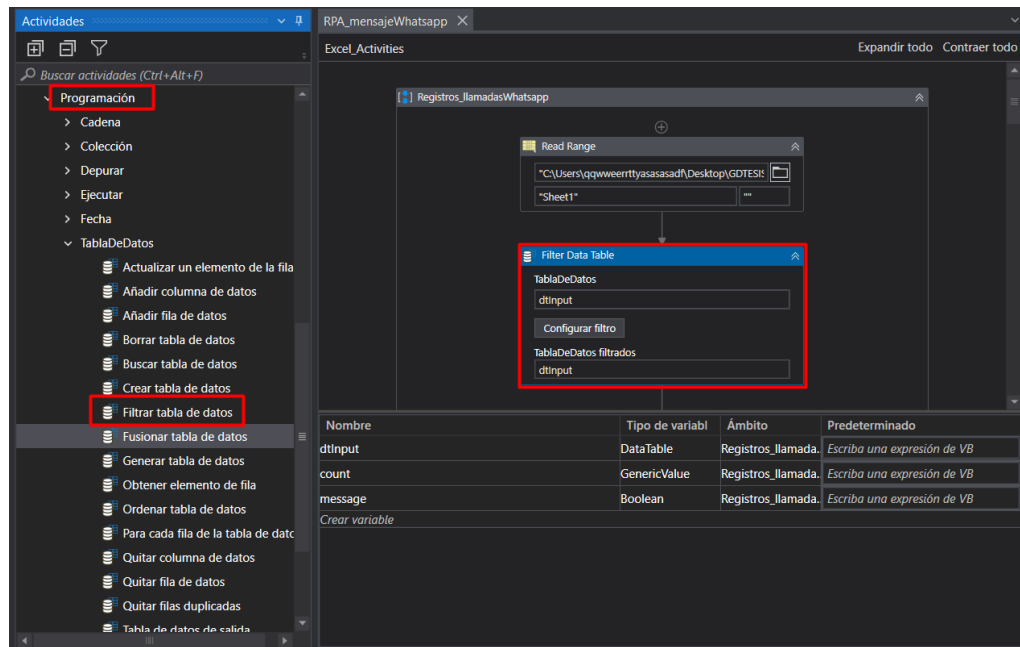 Actividades
RPA_mensajeWhatsapp
Excel_Activities
Expandir todo Contraer todo
Buscar actividades (Ctrl+Alt+F)
Programación
Cadena
Colección
Depurar
Ejecutar
Fecha
TablaDeDatos
Actualizar un elemento de la fila
Añadir columna de datos
Añadir fila de datos
Borrar tabla de datos
Buscar tabla de datos
Crear tabla de datos
Filtrar tabla de datos
Fusionar tabla de datos
Generar tabla de datos
Obtener elemento de fila
Ordenar tabla de datos
Para cada fila de la tabla de datc
Quitar columna de datos
Quitar fila de datos
Quitar filas duplicadas
Tabla de datos de salida
Registros_llamadasWhatsapp
Read Range
"C:\Users\qqwweerrttyasasasadf\Desktop\GDTESIS
"Sheet1" ""
Filter Data Table
TablaDeDatos
dtInput
Configurar filtro
TablaDeDatos filtrados
dtInput
Nombre Tipo de variabl Ámbito Predeterminado
dtInput DataTable Registros_llamada. Escriba una expresión de VB
count GenericValue Registros_llamada. Escriba una expresión de VB
message Boolean Registros_llamada. Escriba una expresión de VB
Crear variable